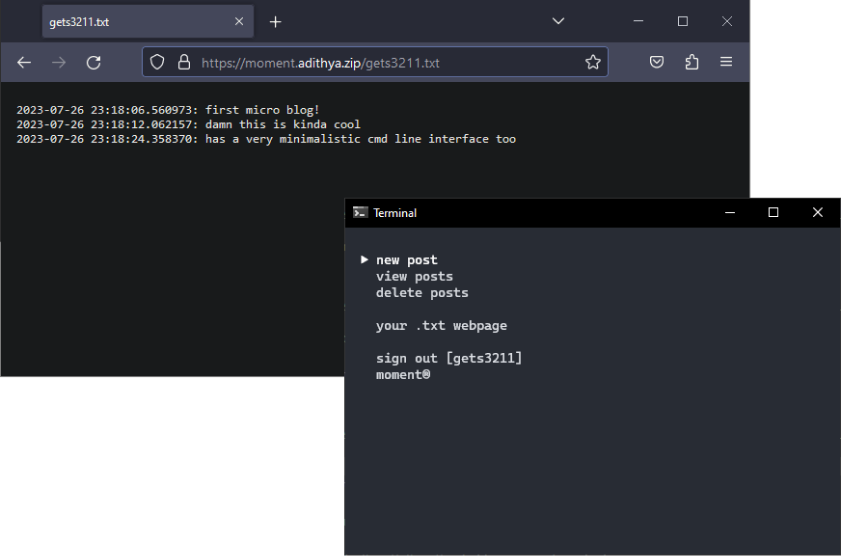 gets3211.txt
https://moment.adithya.zip/gets3211.txt
2023-07-26 23:18:06.560973: first micro blog!
2023-07-26 23:18:12.062157: damn this is kinda cool
2023-07-26 23:18:24.358370: has a very minimalistic cmd line interface too
Terminal
new post
view posts
delete posts
your .txt webpage
sign out [gets3211]
moment®